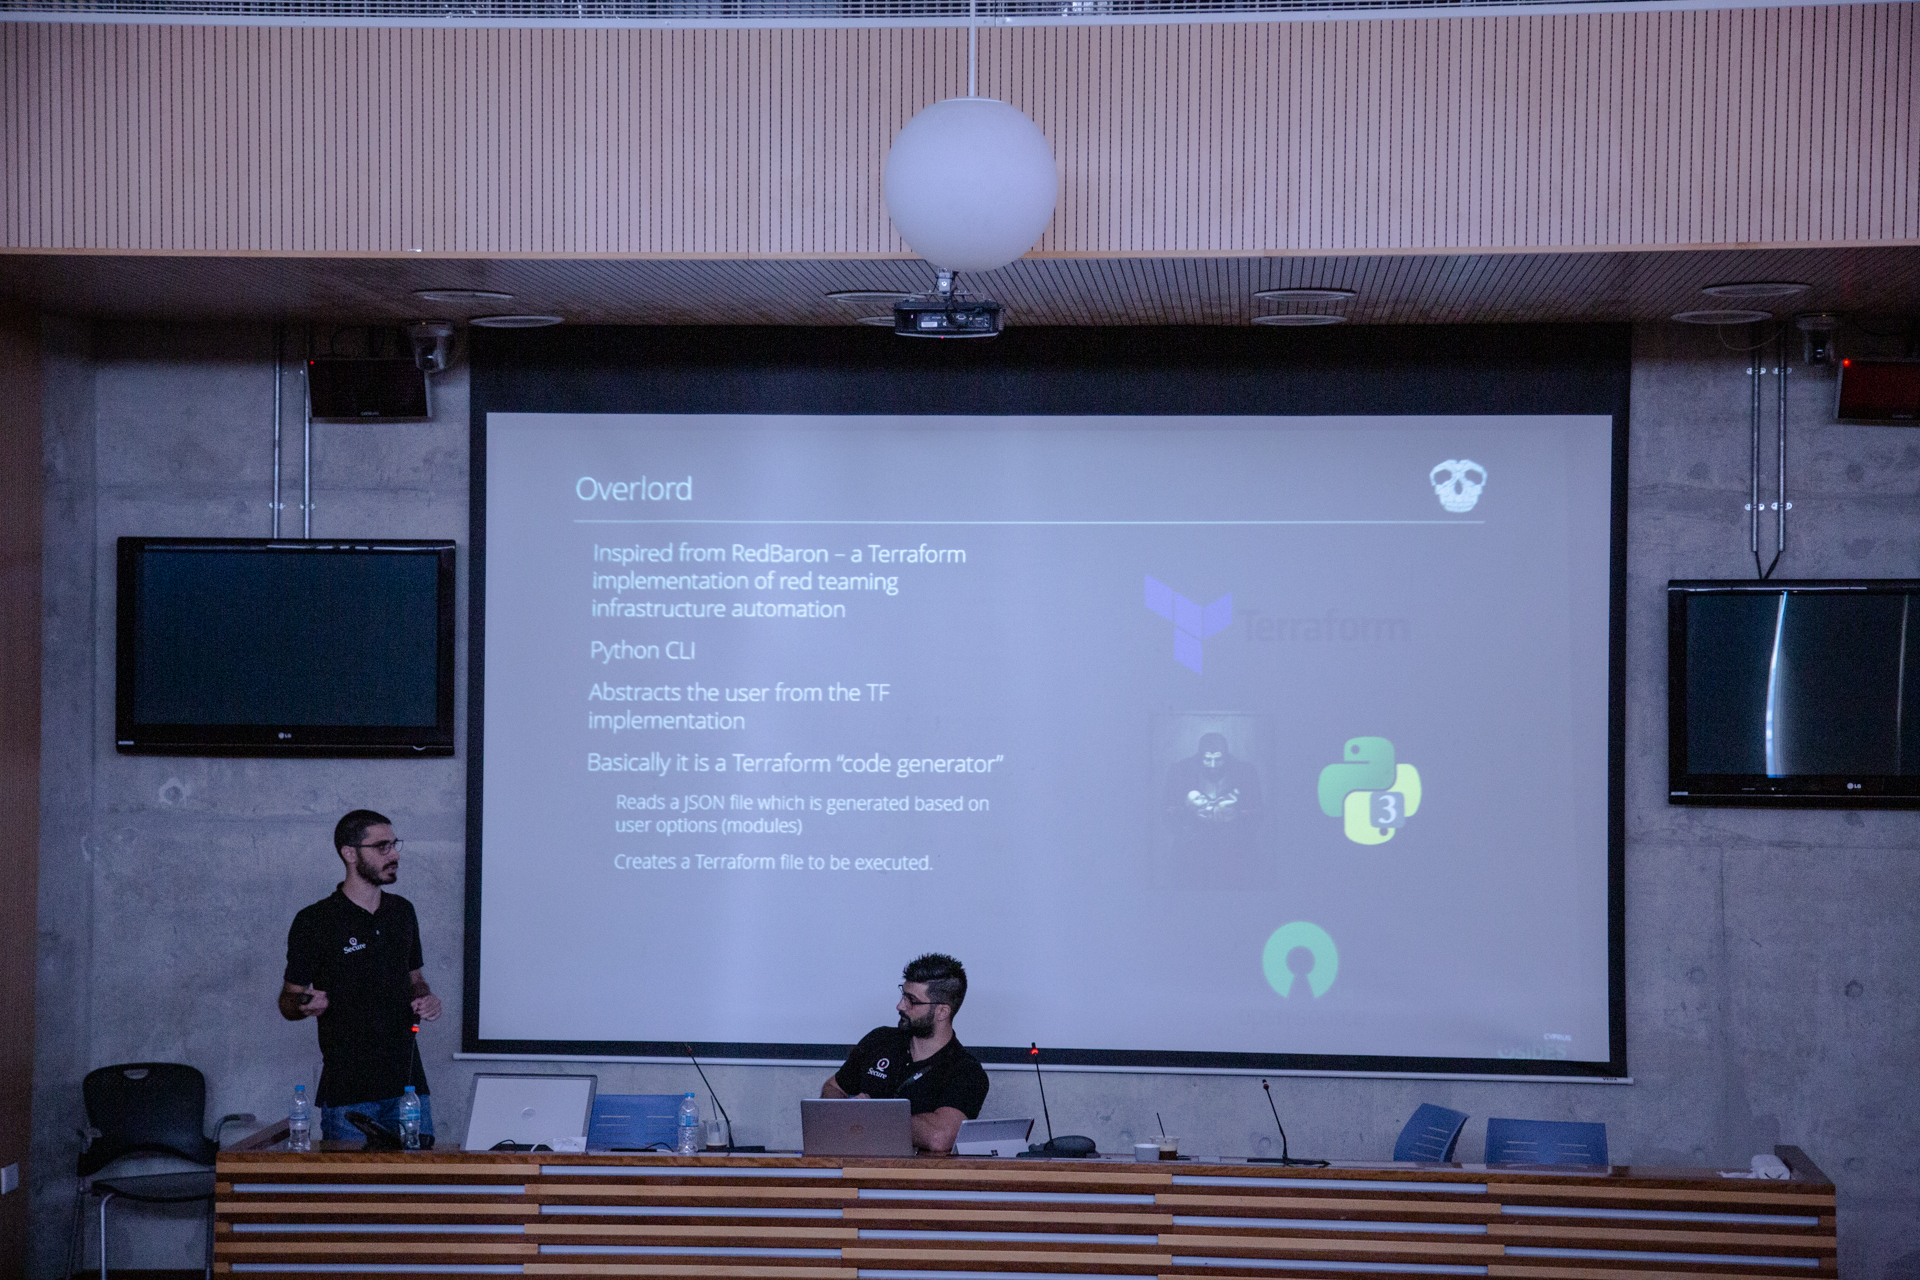 Overlord
Inspired from RedBaron – a Terraform
implementation of red teaming
infrastructure automation
Python CLI
Abstracts the user from the TF
implementation
Basically it is a Terraform “code generator”
Reads a JSON file which is generated based on
user options (modules)
Creates a Terraform file to be executed.
Terraform
3
Secure
Secure
LG
LG